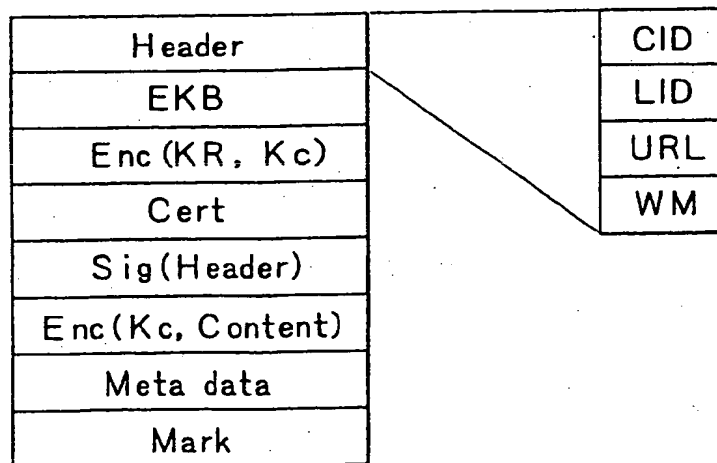 Header
EKB
Enc(KR, Kc)
Cert
Sig(Header)
Enc(Kc, Content)
Meta data
Mark
CID
LID
URL
WM